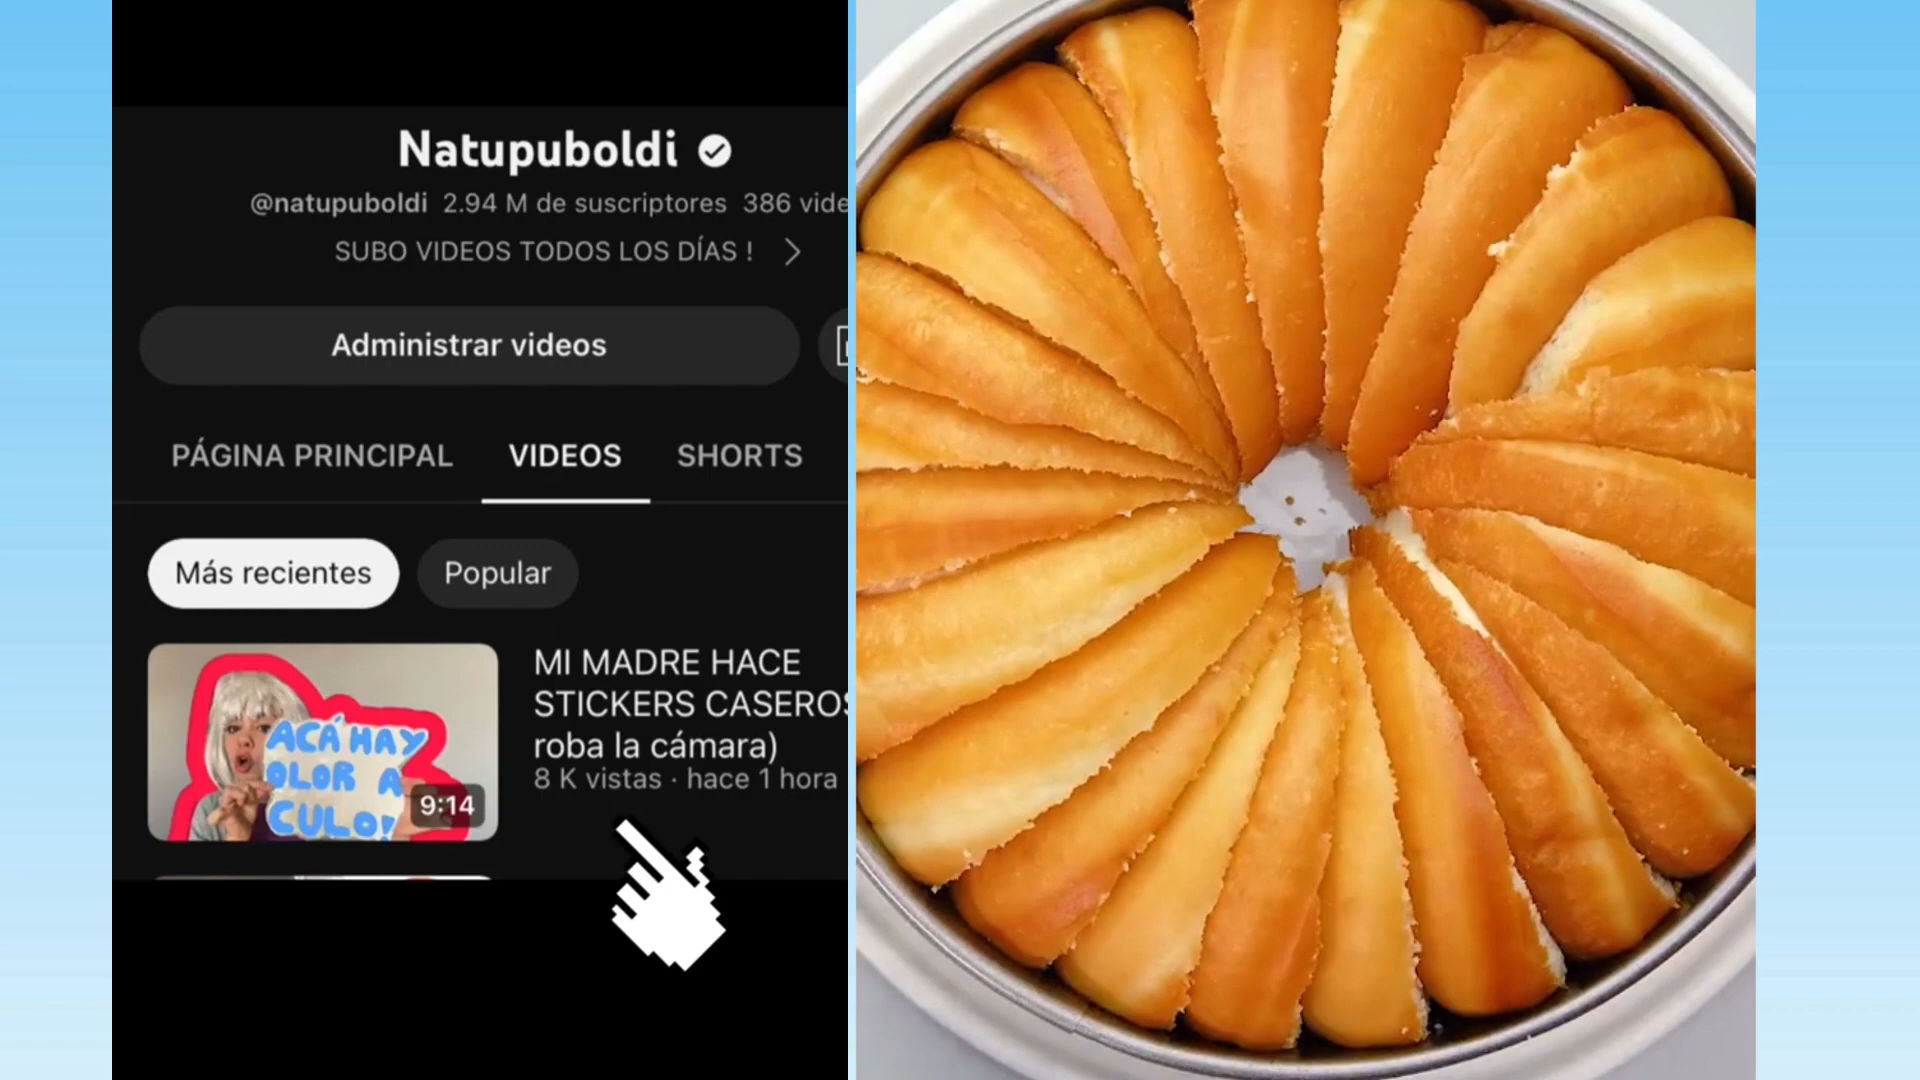 Natupuboldi
@natupuboldi 2.94 M de suscriptores 386 vide
SUBO VIDEOS TODOS LOS DÍAS !
Administrar videos
PÁGINA PRINCIPAL VIDEOS SHORTS
Más recientes Popular
MI MADRE HACE
STICKERS CASEROS
roba la cámara)
8 K vistas · hace 1 hora
ACÁ HAY
OLOR A
CULO!
9:14